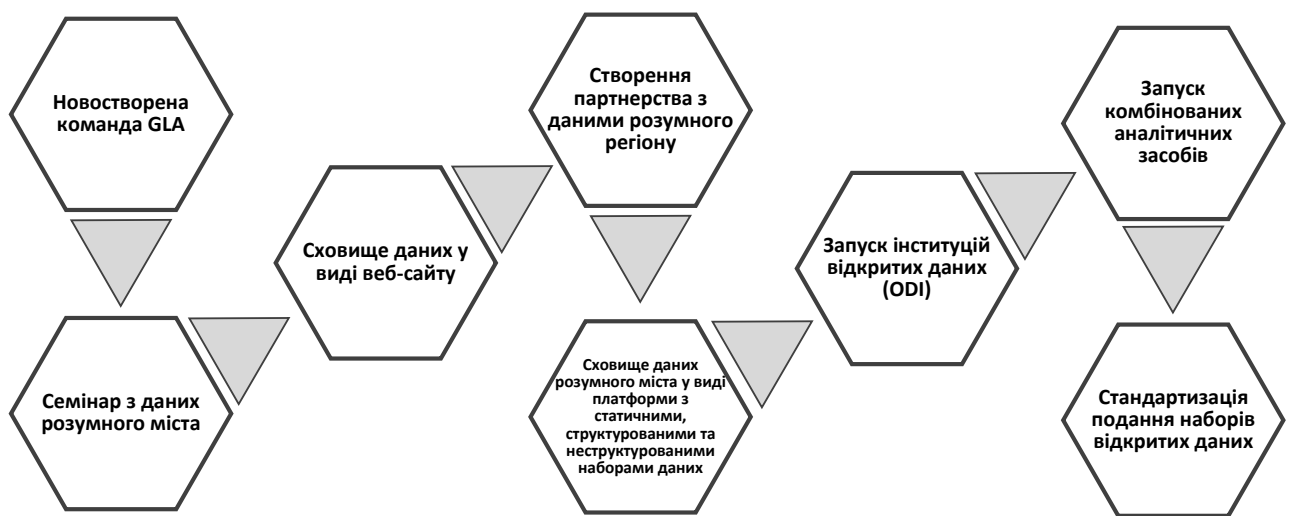 Новостворена
команда GLA
Семінар з даних
розумного міста
Сховище даних у
виді веб-сайту
Створення
партнерства з
даними розумного
регіону
Сховище даних
розумного міста у виді
платформи з
статичними,
структурованими та
неструктурованими
наборами даних
Запуск інституцій
відкритих даних
(ODI)
Запуск
комбінованих
аналітичних
засобів
Стандартизація
подання наборів
відкритих даних